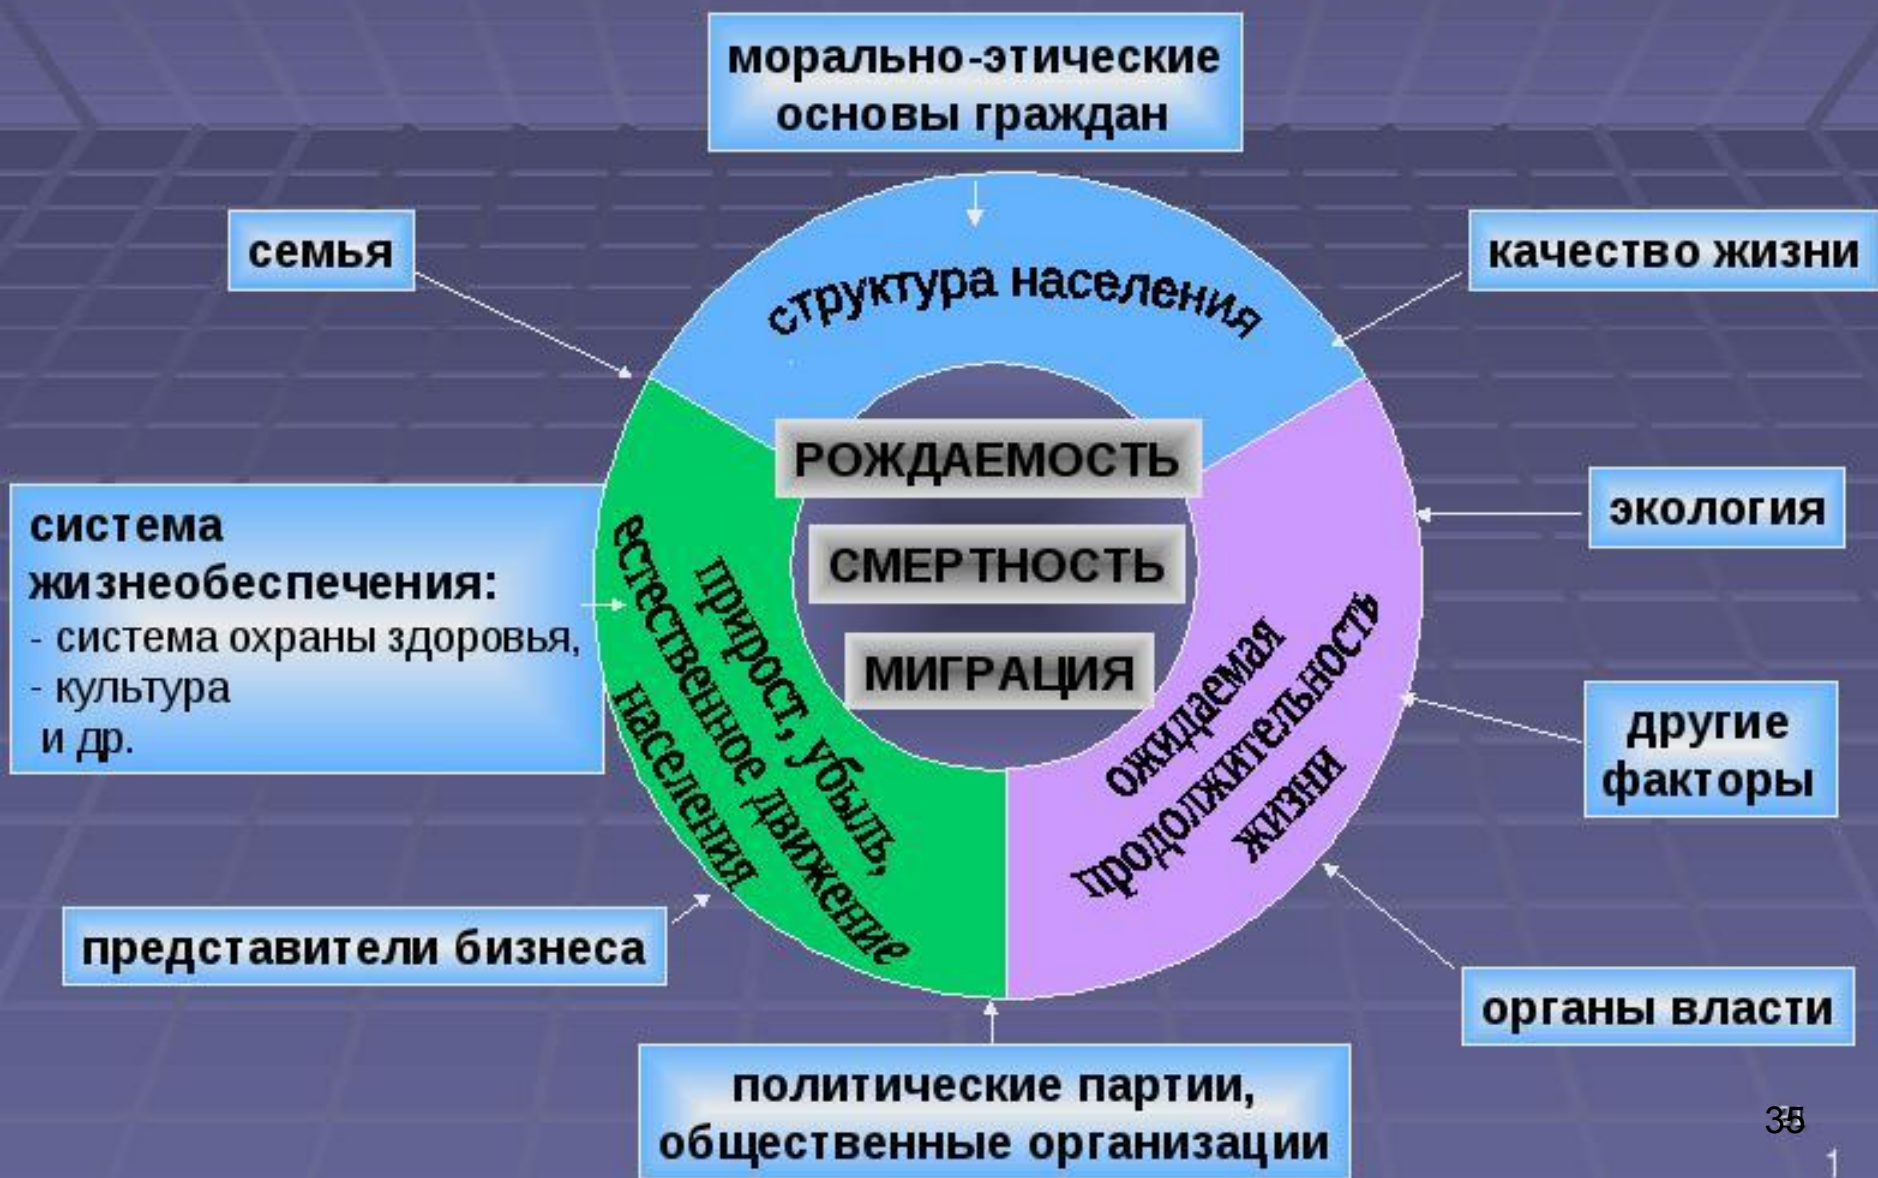 морально-этические
основы граждан
семья
качество жизни
структура населения
РОЖДАЕМОСТЬ
СМЕРТНОСТЬ
МИГРАЦИЯ
экология
система
жизнеобеспечения:
- система охраны здоровья,
- культура
и др.
прирост, убыль,
естественное движение
населения
ожидаемая
продолжительность
жизни
другие
факторы
представители бизнеса
органы власти
политические партии,
общественные организации
1